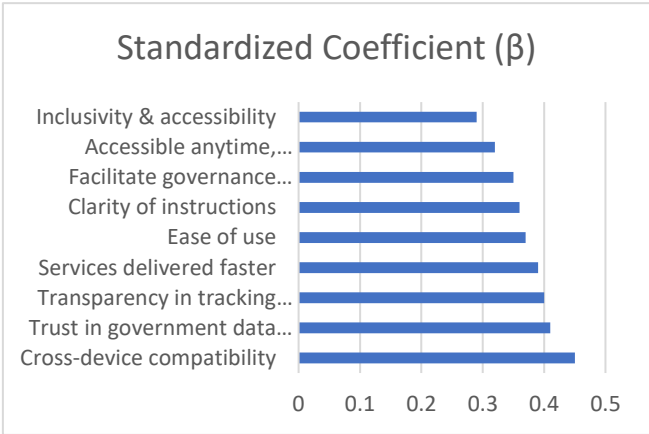 Standardized Coefficient (β)
Inclusivity & accessibility
Accessible anytime,...
Facilitate governance...
Clarity of instructions
Ease of use
Services delivered faster
Transparency in tracking...
Trust in government data...
Cross-device compatibility
0 0.1 0.2 0.3 0.4 0.5